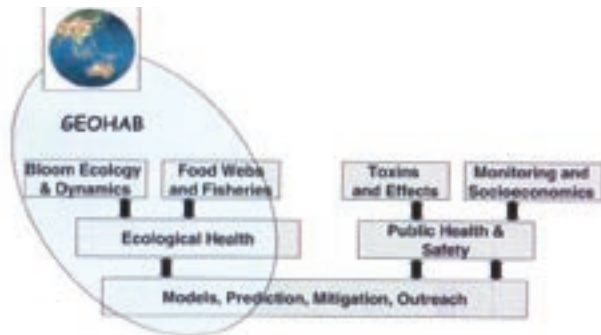 GEOHAB
Bloom Ecology
& Dynamics
Food Webs
and Fisheries
Toxins
and Effects
Monitoring and
Socioeconomics
Ecological Health
Public Health &
Safety
Models, Prediction, Mitigation, Outreach